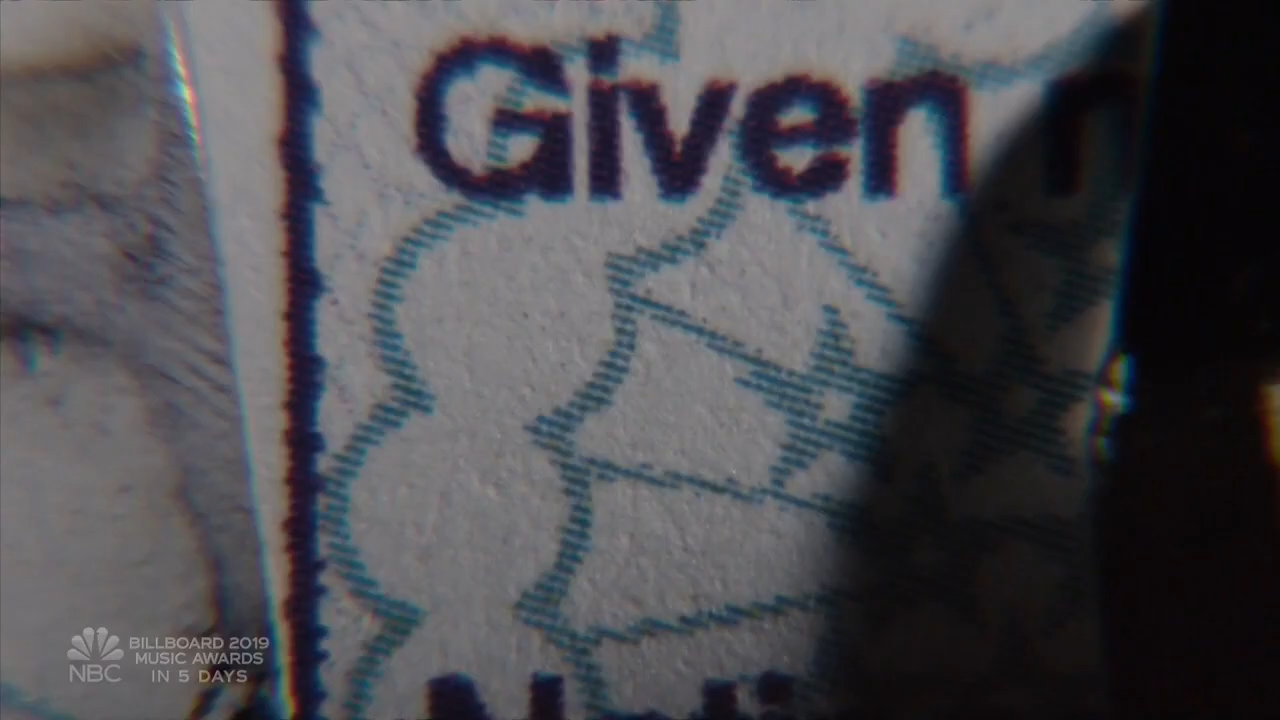 Given
BILLBOARD 2019
MUSIC AWARDS
NBC
IN 5 DAYS